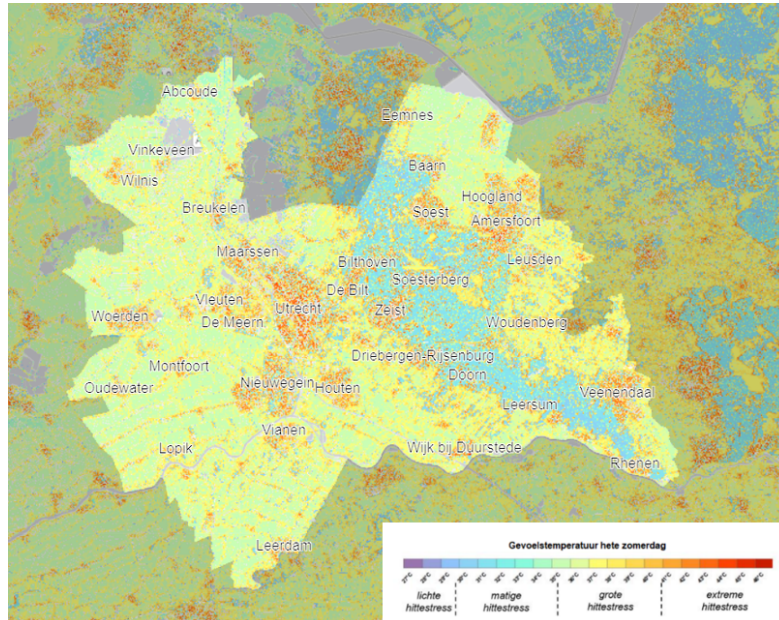 Abcoude
Eemnes
Vinkeveen
Baarn
Wilnis
Hoogland
Breukelen
Soest
Amersfoort
Maarssen
Leusden
Bilthoven
Soesterberg
De Bilt
Vleuten
Utrecht
Zeist
Woerden
De Meern
Woudenberg
Driebergen-Rijsenburg
Montfoort
Doorn
Oudewater
Nieuwegein
Houten
Veenendaal
Leersum
Vianen
Lopik
Wijk bij Duurstede
Rhenen
Leerdam
Gevoelstemperatuur hete zomerdag
lichte matige grote extreme
hittestress hittestress hittestress hittestress